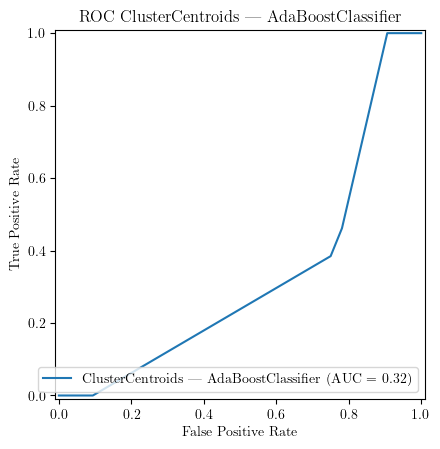 ROC ClusterCentroids — AdaBoostClassifier
1.0
0.8
0.6
0.4
0.2
0.0
True Positive Rate
ClusterCentroids — AdaBoostClassifier (AUC = 0.32)
0.0 0.2 0.4 0.6 0.8 1.0
False Positive Rate